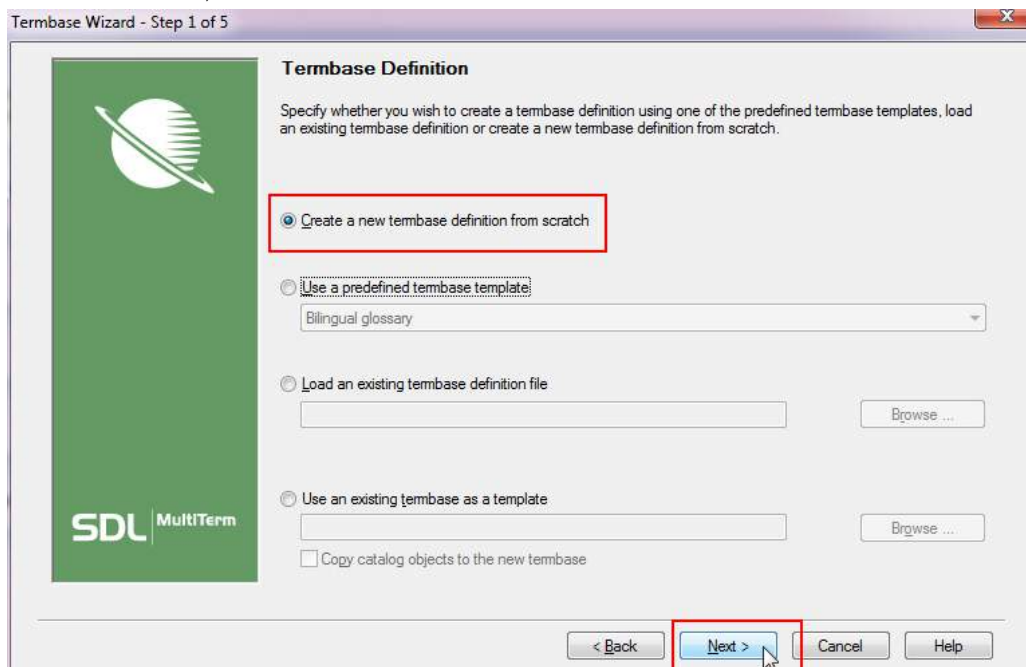 Termbase Wizard - Step 1 of 5
Termbase Definition
Specify whether you wish to create a termbase definition using one of the predefined termbase templates, load
an existing termbase definition or create a new termbase definition from scratch.
Create a new termbase definition from scratch
Use a predefined termbase template
Bilingual glossary
Load an existing termbase definition file
Browse ...
Use an existing termbase as a template
Browse ...
Copy catalog objects to the new termbase
SDL MultiTerm
< Back Next > Cancel Help